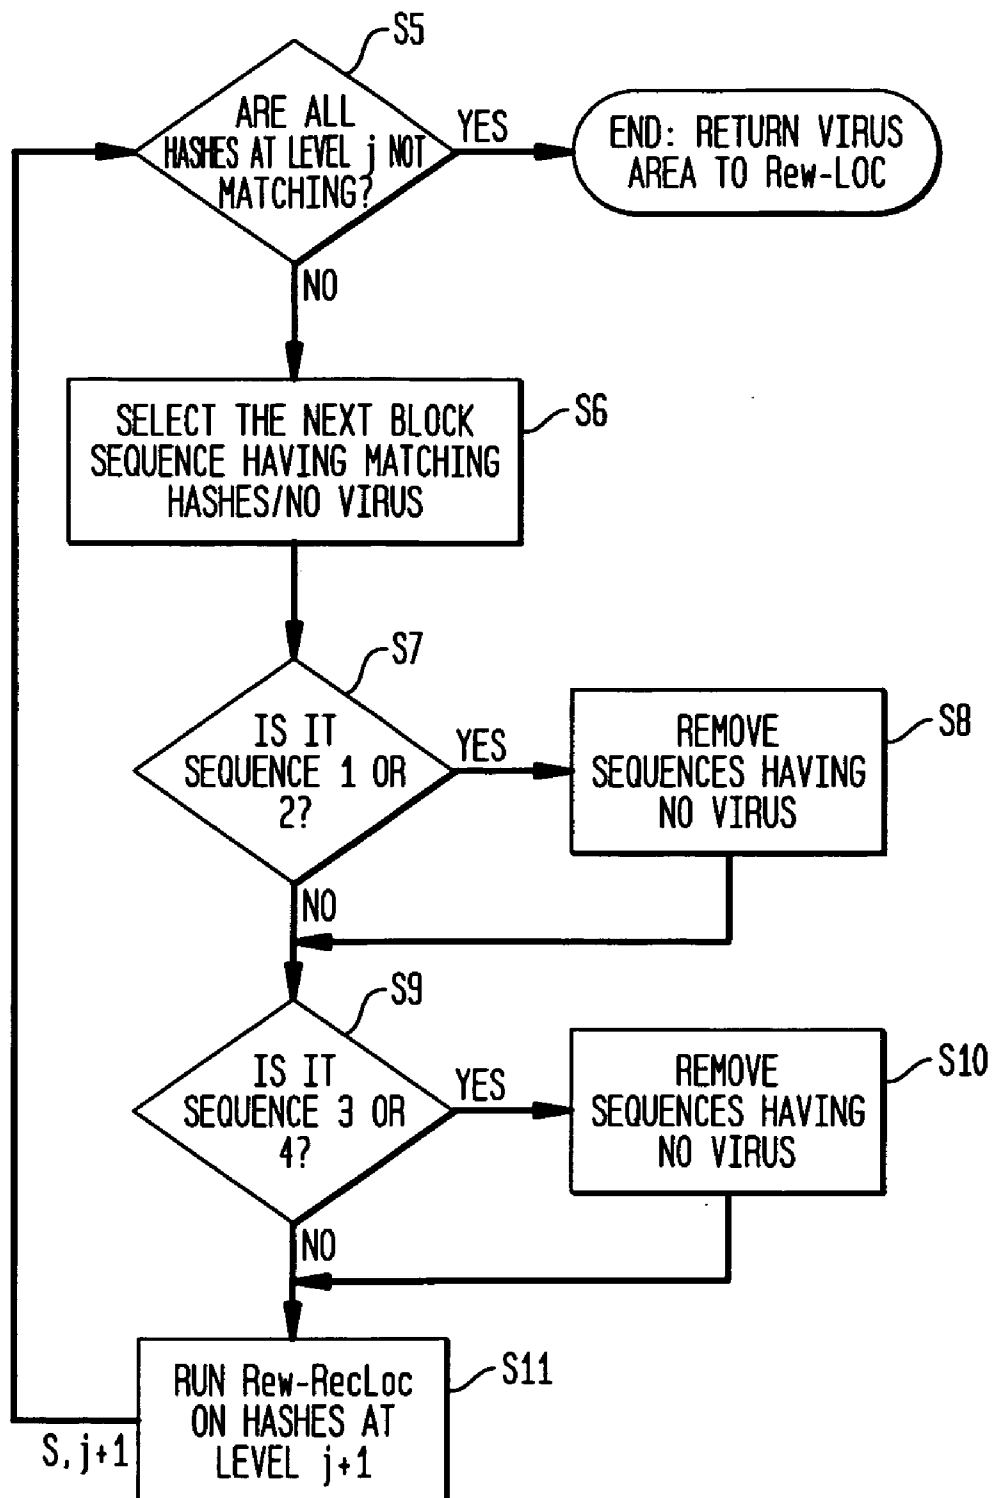 S5
ARE ALL
HASHES AT LEVEL j NOT
MATCHING?
YES
END: RETURN VIRUS
AREA TO Rew-LOC
NO
SELECT THE NEXT BLOCK
SEQUENCE HAVING MATCHING
HASHES/NO VIRUS
S6
S7
IS IT
SEQUENCE 1 OR
2?
YES
REMOVE
SEQUENCES HAVING
NO VIRUS
S8
NO
S9
IS IT
SEQUENCE 3 OR
4?
YES
REMOVE
SEQUENCES HAVING
NO VIRUS
S10
NO
RUN Rew-RecLoc
ON HASHES AT
LEVEL j+1
S11
S, j+1